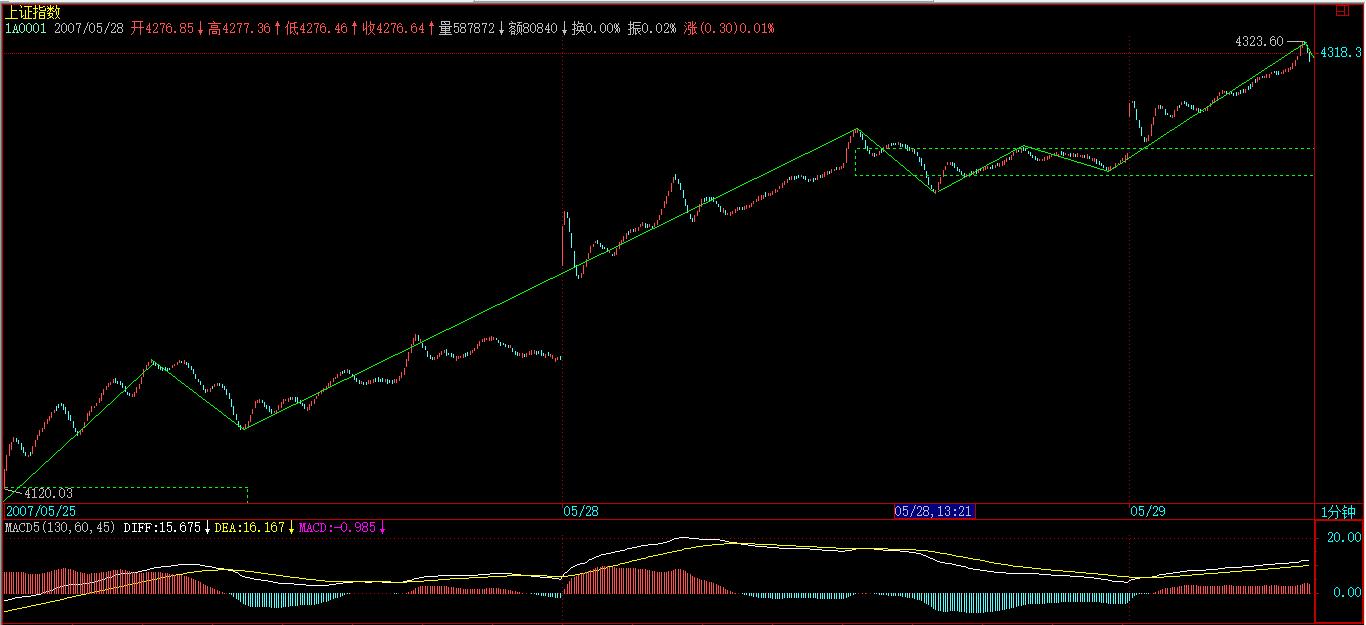 上证指数
1A0001 2007/05/28 开4276.85↓高4277.36↑低4276.46↑收4276.64↑量587872↓额80840↓换0.00% 振0.02% 涨(0.30)0.01%
4323.60
4318.3
4120.03
2007/05/25 05/28 05/28,13:21 05/29 1分钟
MACD5(130,60,45) DIFF:15.675↓DEA:16.167↓MACD:-0.985↓
20.00
0.00